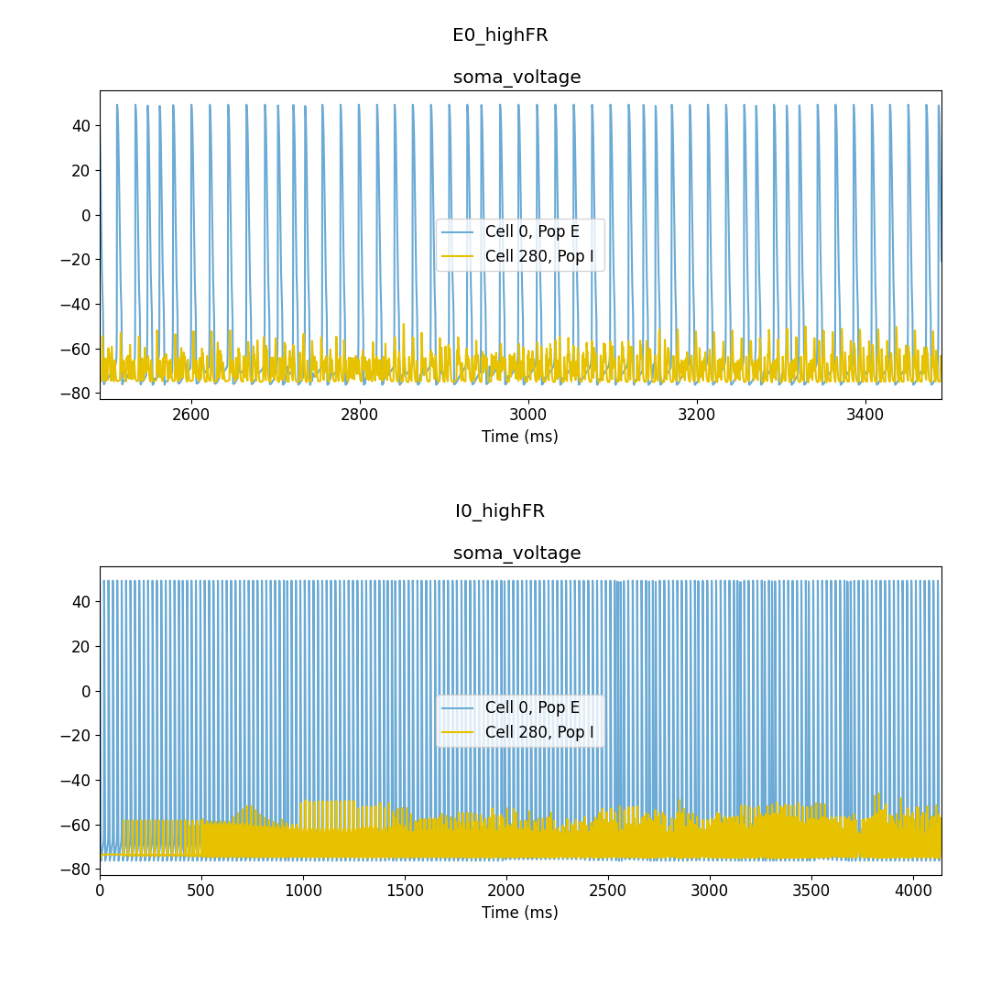 E0_highFR
soma_voltage
40
20
0
−20
−40
−60
−80
Cell 0, Pop E
Cell 280, Pop I
2600 2800 3000 3200 3400
Time (ms)
I0_highFR
soma_voltage
40
20
0
−20
−40
−60
−80
Cell 0, Pop E
Cell 280, Pop I
0 500 1000 1500 2000 2500 3000 3500 4000
Time (ms)